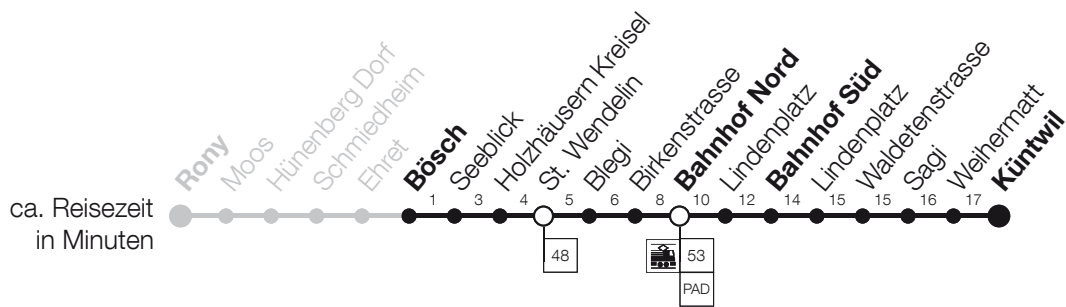 Rony
Moos
Hünenberg Dorf
Schmiedheim
Ehret
Bösch
Seeblick
Holzhäusern Kreisel
St. Wendelin
Blegi
Birkenstrasse
Bahnhof Nord
Lindenplatz
Bahnhof Süd
Lindenplatz
Waldetenstrasse
Sagi
Weihermatt
Küntwil
ca. Reisezeit
in Minuten
1 3 4 5 6 8 10 12 14 15 15 16 17
48
53
PAD